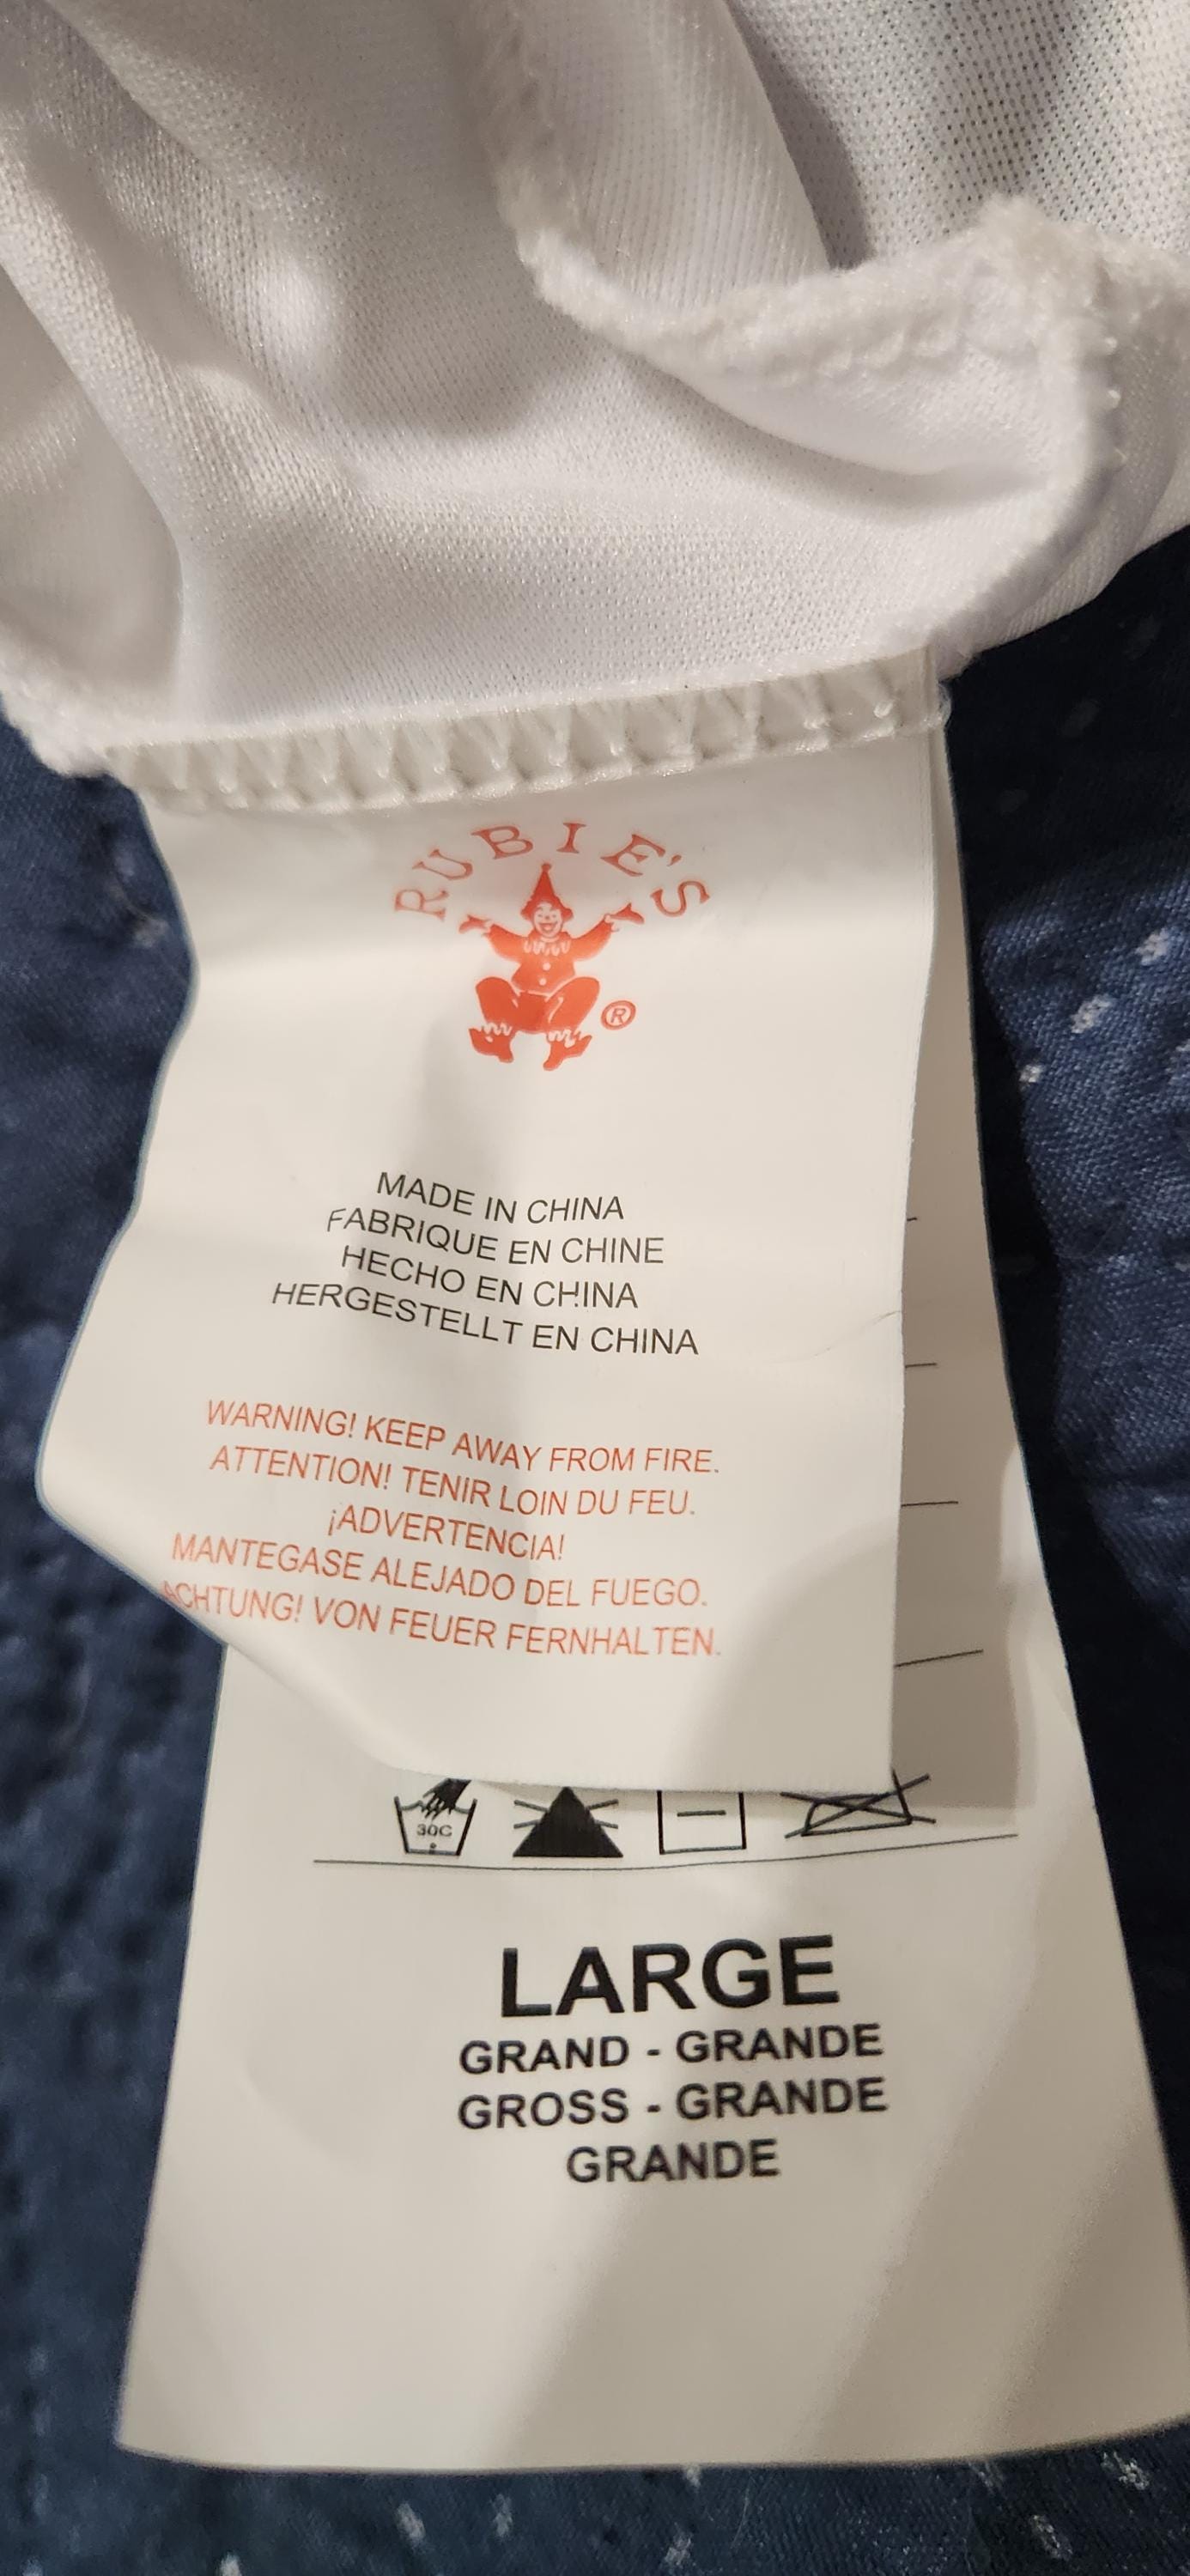 RUBIE'S
®
MADE IN CHINA
FABRIQUE EN CHINE
HECHO EN CHINA
HERGESTELLT EN CHINA
WARNING! KEEP AWAY FROM FIRE.
ATTENTION! TENIR LOIN DU FEU.
¡ADVERTENCIA!
MANTEGASE ALEJADO DEL FUEGO.
ACHTUNG! VON FEUER FERNHALTEN.
30C
LARGE
GRAND - GRANDE
GROSS - GRANDE
GRANDE